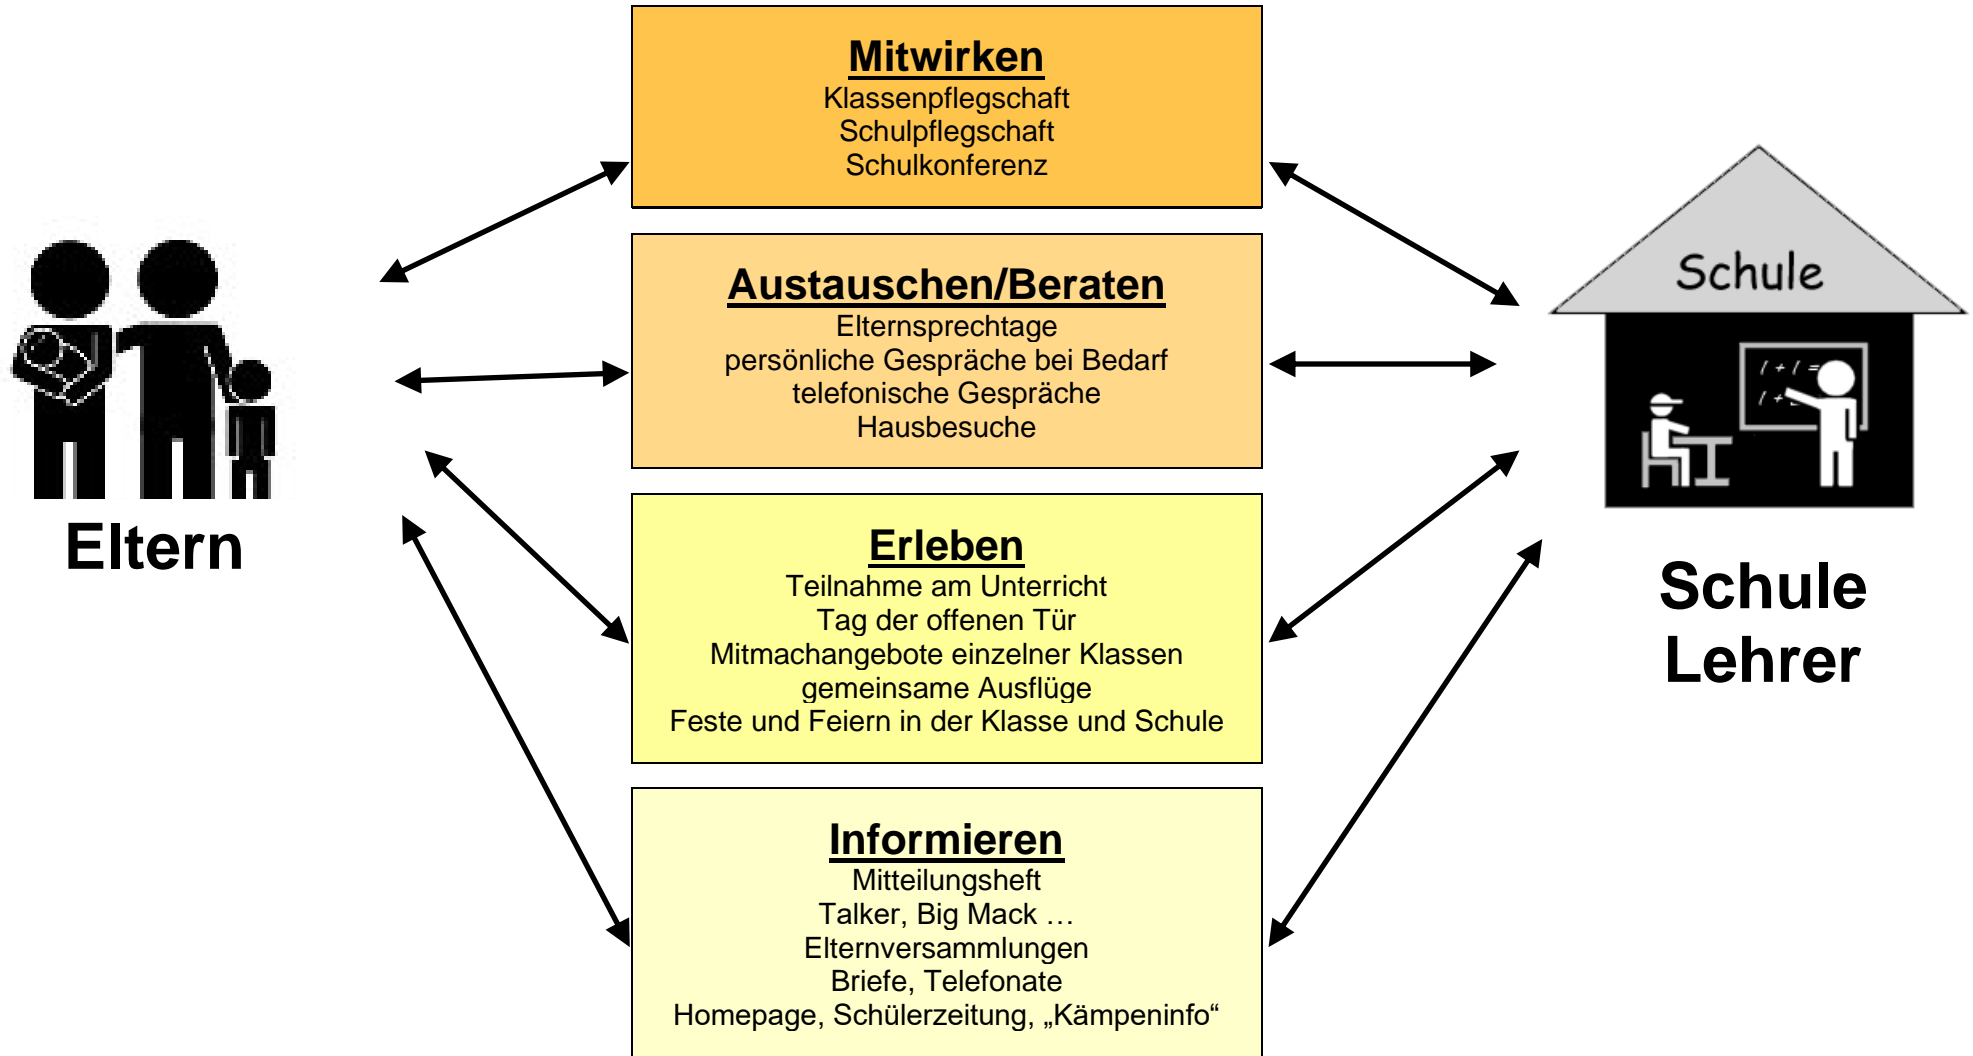 Mitwirken
Klassenpflegschaft
Schulpflegschaft
Schulkonferenz
Austauschen/Beraten
Elternsprechtage
persönliche Gespräche bei Bedarf
telefonische Gespräche
Hausbesuche
Erleben
Teilnahme am Unterricht
Tag der offenen Tür
Mitmachangebote einzelner Klassen
gemeinsame Ausflüge
Feste und Feiern in der Klasse und Schule
Informieren
Mitteilungsheft
Talker, Big Mack …
Elternversammlungen
Briefe, Telefonate
Homepage, Schülerzeitung, „Kämpeninfo“
Eltern
Schule
Schule
Lehrer